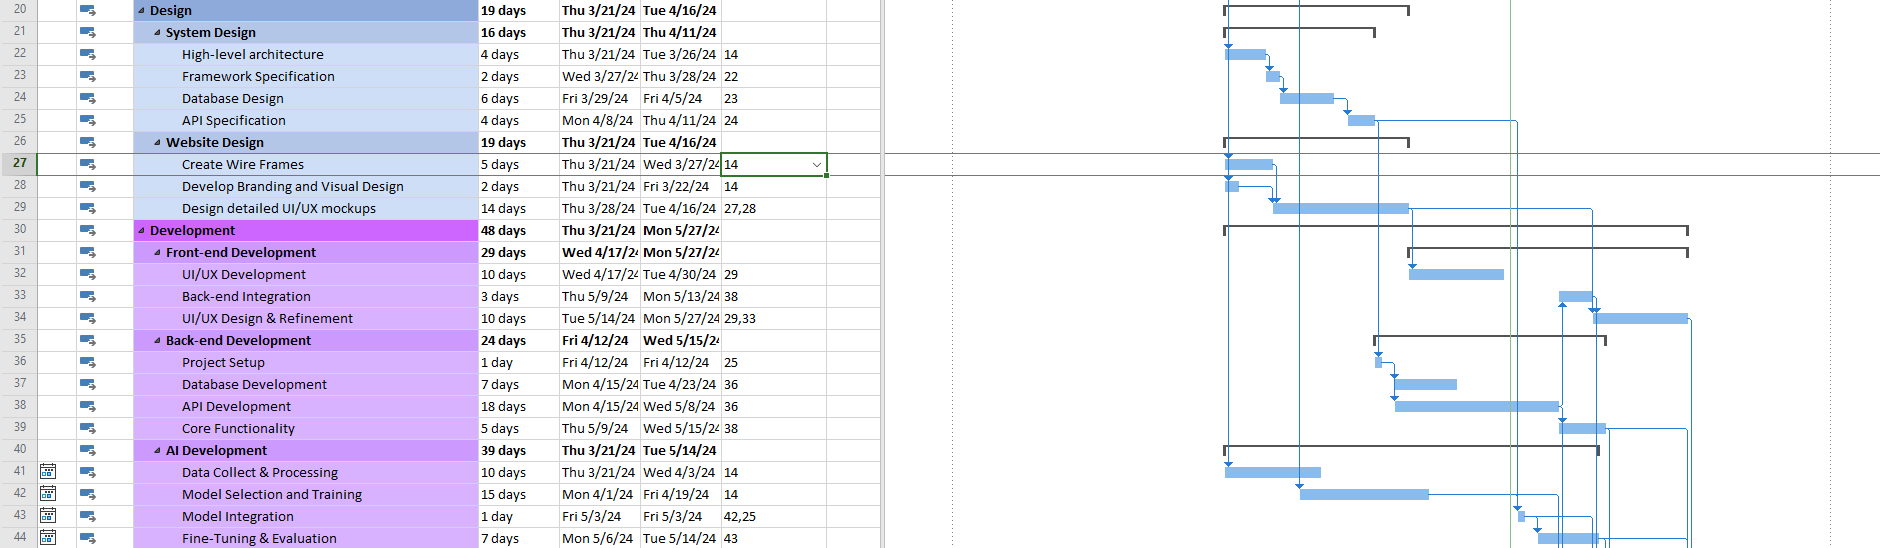 20 Design 19 days Thu 3/21/24 Tue 4/16/24
21 System Design 16 days Thu 3/21/24 Thu 4/11/24
22 High-level architecture 4 days Thu 3/21/24 Tue 3/26/24 14
23 Framework Specification 2 days Wed 3/27/24 Thu 3/28/24 22
24 Database Design 6 days Fri 3/29/24 Fri 4/5/24 23
25 API Specification 4 days Mon 4/8/24 Thu 4/11/24 24
26 Website Design 19 days Thu 3/21/24 Tue 4/16/24
27 Create Wire Frames 5 days Thu 3/21/24 Wed 3/27/24 14
28 Develop Branding and Visual Design 2 days Thu 3/21/24 Fri 3/22/24 14
29 Design detailed UI/UX mockups 14 days Thu 3/28/24 Tue 4/16/24 27,28
30 Development 48 days Thu 3/21/24 Mon 5/27/24
31 Front-end Development 29 days Wed 4/17/24 Mon 5/27/24
32 UI/UX Development 10 days Wed 4/17/24 Tue 4/30/24 29
33 Back-end Integration 3 days Thu 5/9/24 Mon 5/13/24 38
34 UI/UX Design & Refinement 10 days Tue 5/14/24 Mon 5/27/24 29,33
35 Back-end Development 24 days Fri 4/12/24 Wed 5/15/24
36 Project Setup 1 day Fri 4/12/24 Fri 4/12/24 25
37 Database Development 7 days Mon 4/15/24 Tue 4/23/24 36
38 API Development 18 days Mon 4/15/24 Wed 5/8/24 36
39 Core Functionality 5 days Thu 5/9/24 Wed 5/15/24 38
40 AI Development 39 days Thu 3/21/24 Tue 5/14/24
41 Data Collect & Processing 10 days Thu 3/21/24 Wed 4/3/24 14
42 Model Selection and Training 15 days Mon 4/1/24 Fri 4/19/24 14
43 Model Integration 1 day Fri 5/3/24 Fri 5/3/24 42,25
44 Fine-Tuning & Evaluation 7 days Mon 5/6/24 Tue 5/14/24 43